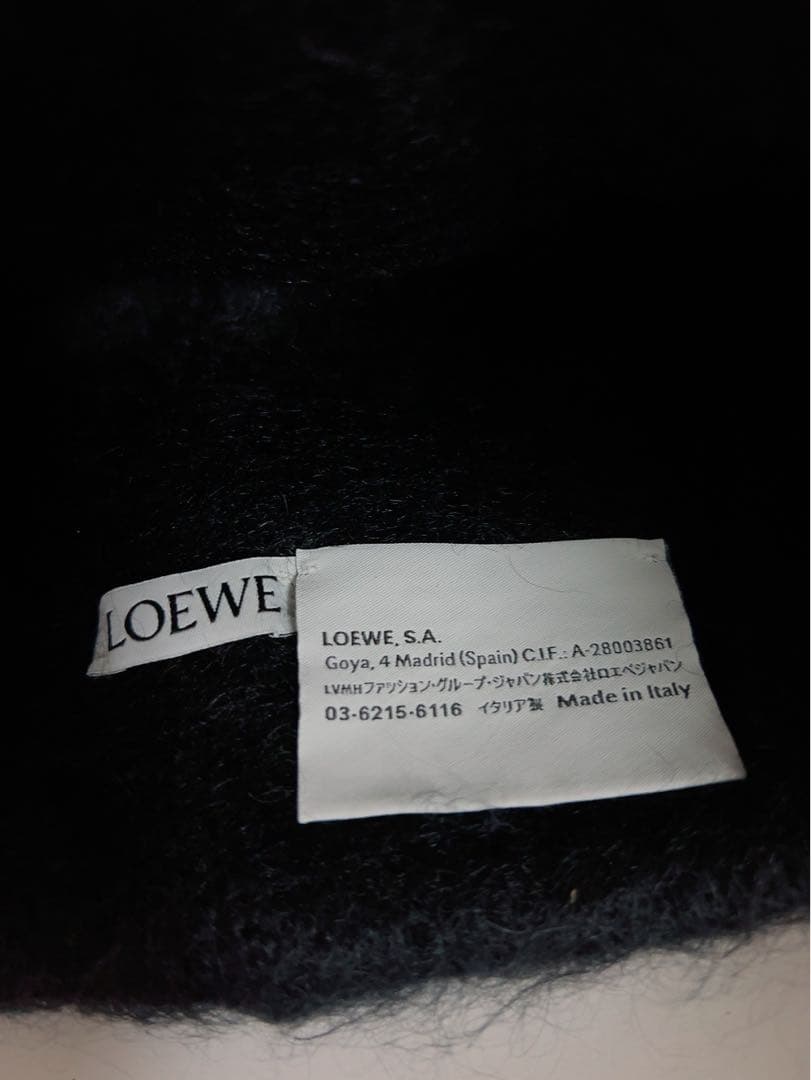 LOEWE
LOEWE, S.A.
Goya, 4 Madrid (Spain) C.I.F.: A-28003861
LVMHファッション・グループ・ジャパン株式会社ロエベジャパン
03-6215-6116 イタリア製 Made in Italy